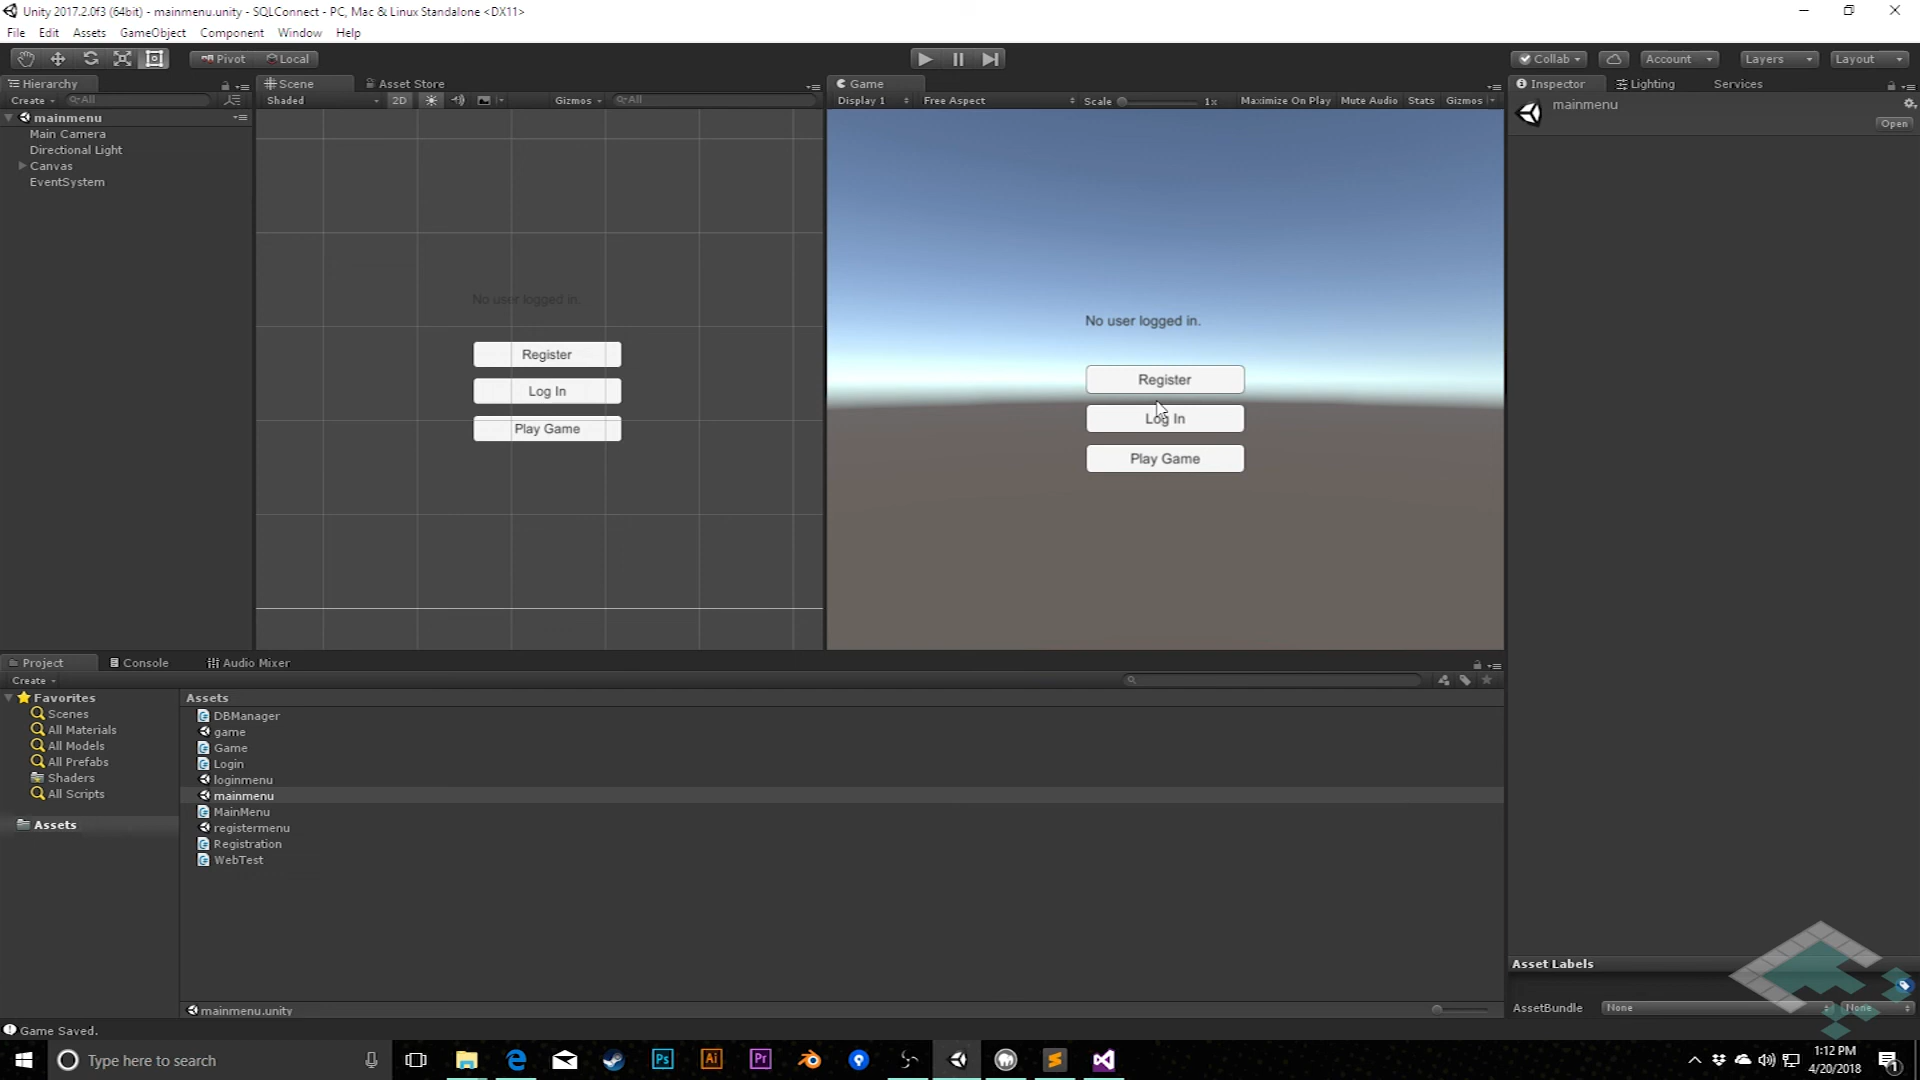 Unity 2017.2.0f3 (64bit) - mainmenu.unity - SQLConnect - PC, Mac & Linux Standalone <DX11>
File Edit Assets GameObject Component Window Help
Pivot Local
Collab Account Layers Layout
Hierarchy
Create All
mainmenu
Main Camera
Directional Light
Canvas
EventSystem
Scene Asset Store
Shaded 2D Gizmos All
No user logged in.
Register
Log In
Play Game
Game
Display 1 Free Aspect Scale 1x Maximize On Play Mute Audio Stats Gizmos
No user logged in.
Register
Log In
Play Game
Inspector Lighting Services
mainmenu
Open
Project Console Audio Mixer
Create
Favorites
Scenes
All Materials
All Models
All Prefabs
Shaders
All Scripts
Assets
Assets
DBManager
game
Game
Login
loginmenu
mainmenu
MainMenu
registermenu
Registration
WebTest
mainmenu.unity
Asset Labels
AssetBundle None None
Game Saved.
Type here to search
Ps Ai Pr
1:12 PM
4/20/2018
1